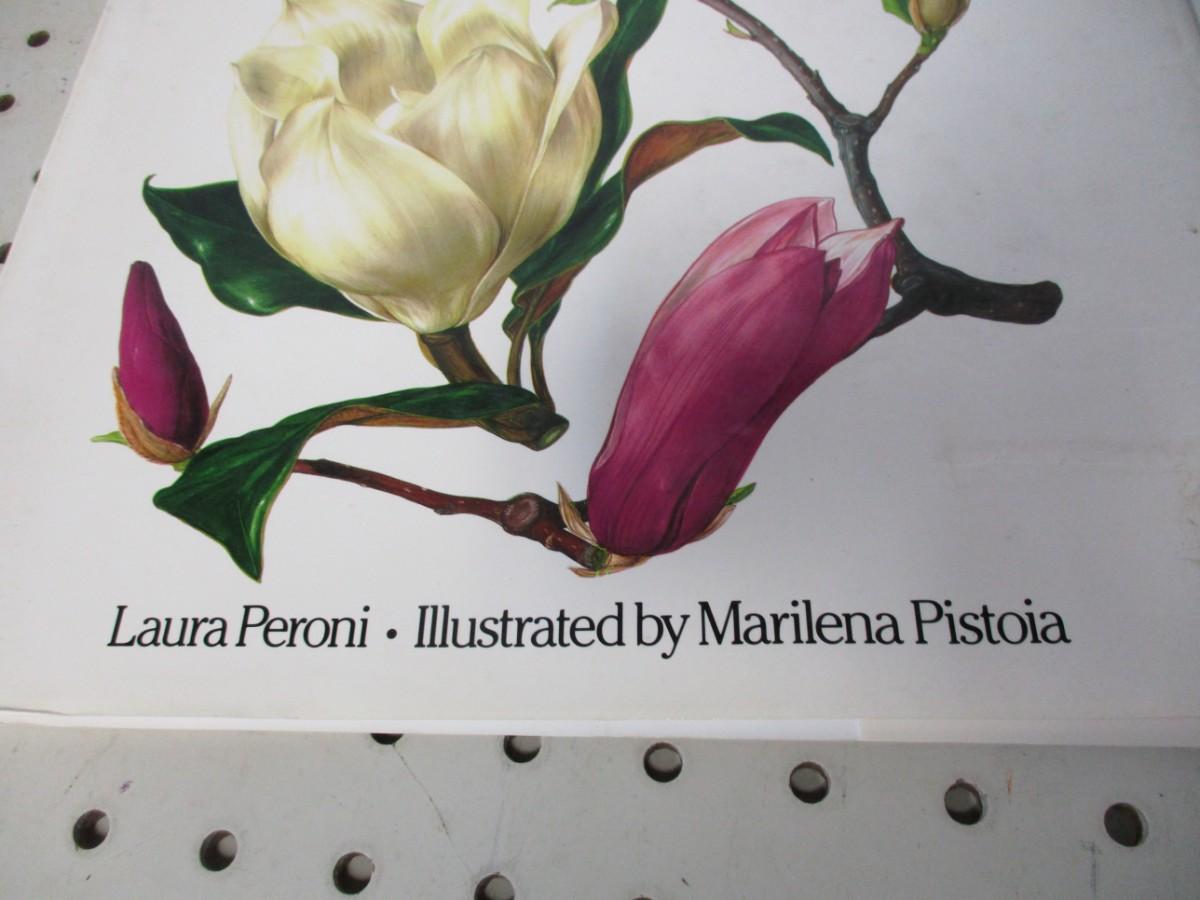 Laura Peroni • Illustrated by Marilena Pistoia